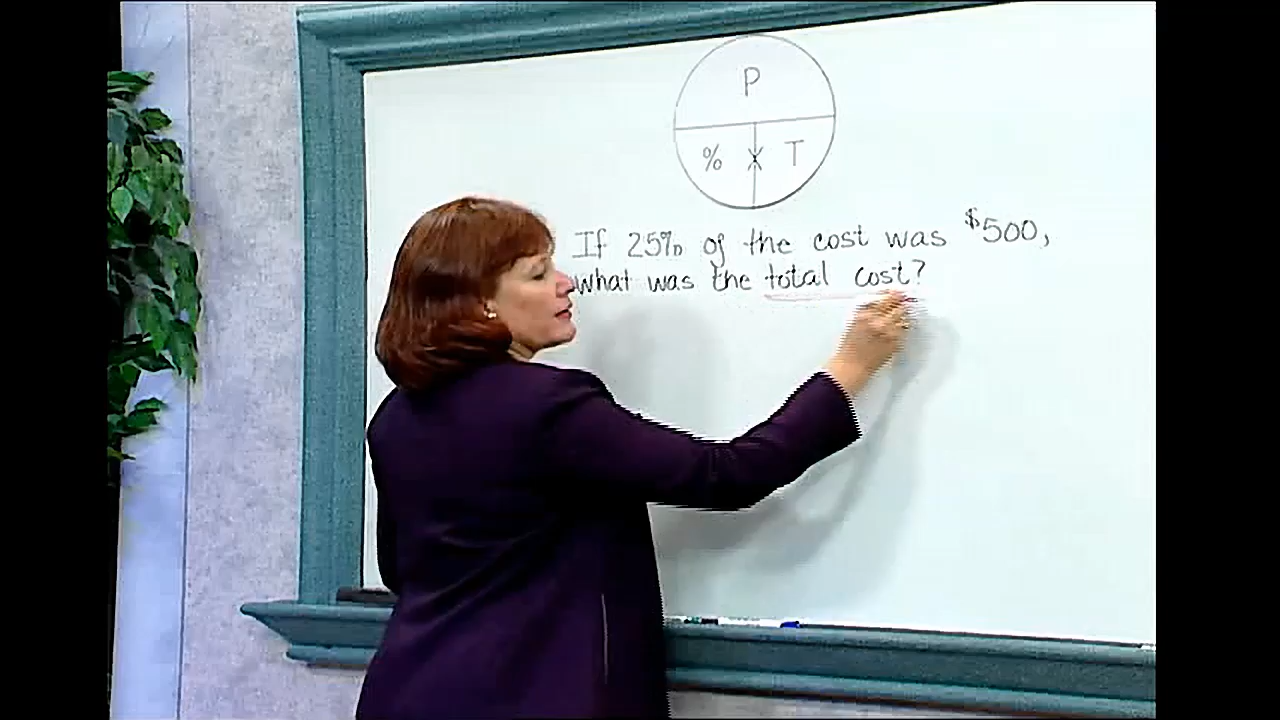 P
% X T
If 25% of the cost was $500,
what was the total cost?